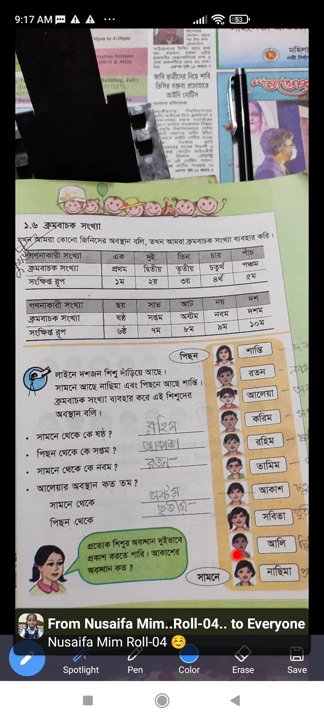 9:17 AM
53
মহিলা
১.৬ ক্রমবাচক সংখ্যা
যখন আমরা কোনো জিনিসের অবস্থান বলি, তখন আমরা ক্রমবাচক সংখ্যা ব্যবহার করি।
গণনাকারী সংখ্যা এক দুই তিন চার পাঁচ
ক্রমবাচক সংখ্যা প্রথম দ্বিতীয় তৃতীয় চতুর্থ পঞ্চম
সংক্ষিপ্ত রূপ ১ম ২য় ৩য় ৪র্থ ৫ম
গণনাকারী সংখ্যা ছয় সাত আট নয় দশ
ক্রমবাচক সংখ্যা ষষ্ঠ সপ্তম অষ্টম নবম দশম
সংক্ষিপ্ত রূপ ৬ষ্ঠ ৭ম ৮ম ৯ম ১০ম
পিছন
লাইনে দশজন শিশু দাঁড়িয়ে আছে।
সামনে আছে নাছিমা এবং পিছনে আছে শান্তি।
ক্রমবাচক সংখ্যা ব্যবহার করে এই শিশুদের
অবস্থান বলি।
• সামনে থেকে কে ষষ্ঠ? রহিম
• পিছন থেকে কে সপ্তম? আকাশ
• সামনে থেকে কে নবম? রতন
• আলেয়ার অবস্থান কত তম?
সামনে থেকে অষ্টম
পিছন থেকে তৃতীয়
শান্তি
রতন
আলেয়া
করিম
রহিম
তামিম
আকাশ
সবিতা
আলি
নাছিমা
প্রত্যেক শিশুর অবস্থান দুইভাবে
প্রকাশ করতে পারি। আকাশের
অবস্থান কত?
সামনে
From Nusaifa Mim..Roll-04.. to Everyone
Nusaifa Mim Roll-04 😊
Spotlight Pen Color Erase Save